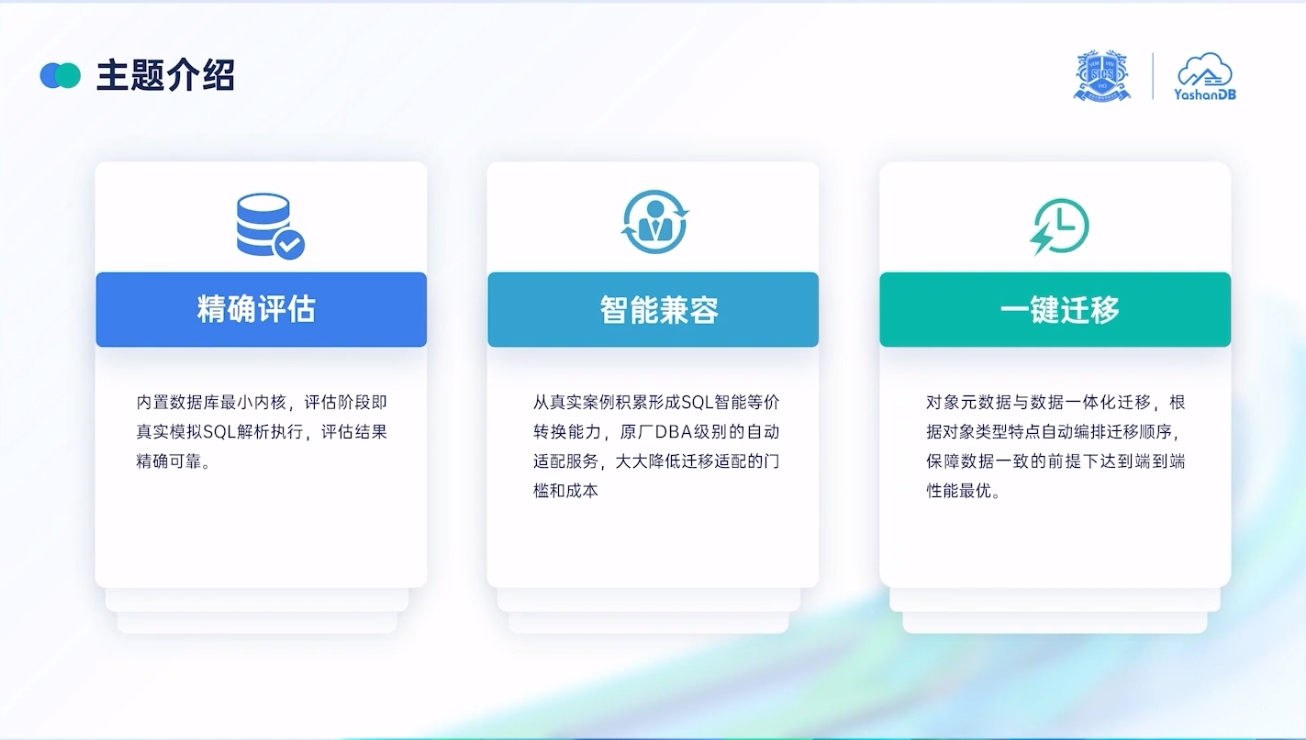 主题介绍
SICS
YashanDB
精确评估
内置数据库最小内核，评估阶段即
真实模拟SQL解析执行，评估结果
精确可靠。
智能兼容
从真实案例积累形成SQL智能等价
转换能力，原厂DBA级别的自动
适配服务，大大降低迁移适配的门
槛和成本
一键迁移
对象元数据与数据一体化迁移，根
据对象类型特点自动编排迁移顺序，
保障数据一致的前提下达到端到端
性能最优。